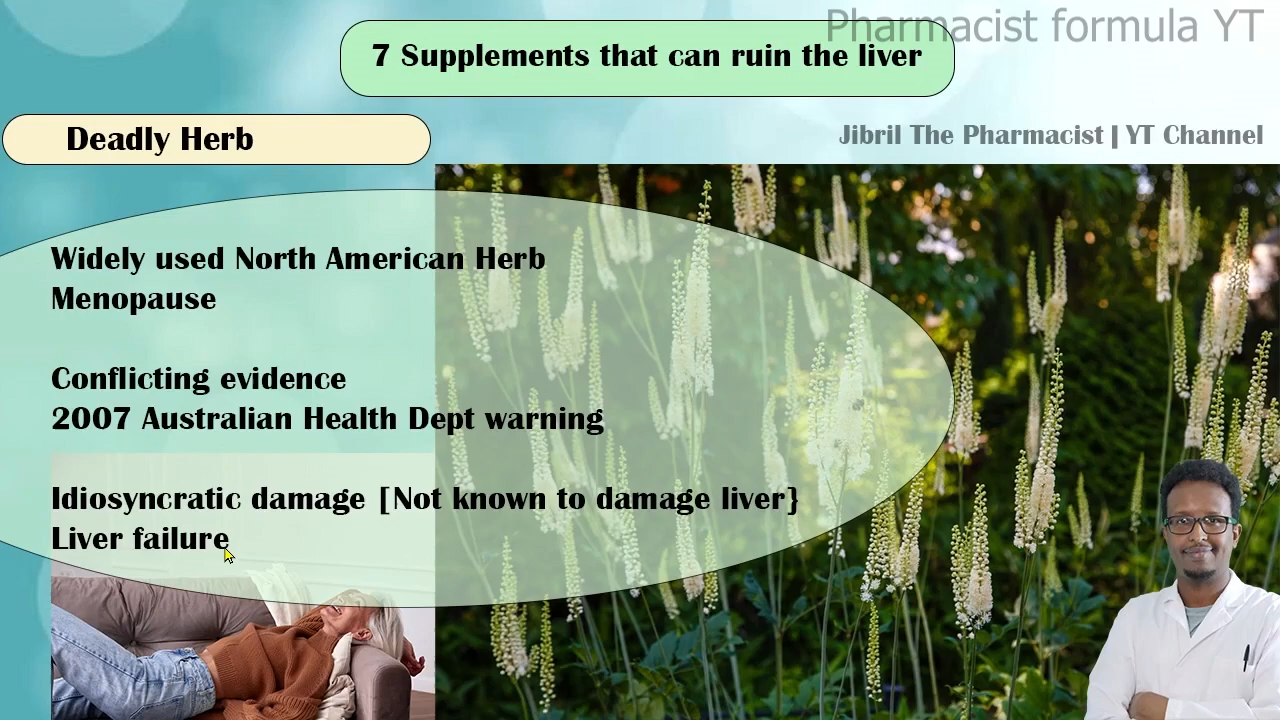 Pharmacist formula YT
7 Supplements that can ruin the liver
Deadly Herb
Jibril The Pharmacist | YT Channel
Widely used North American Herb
Menopause
Conflicting evidence
2007 Australian Health Dept warning
Idiosyncratic damage [Not known to damage liver}
Liver failure